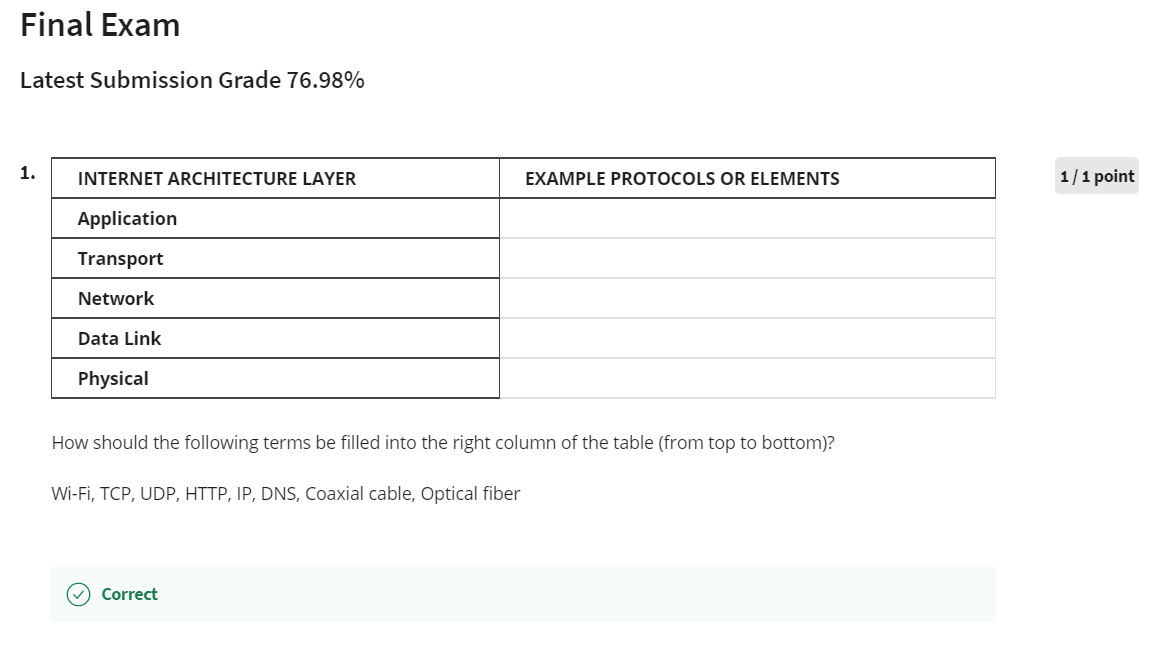 Final Exam
Latest Submission Grade 76.98%
1.
INTERNET ARCHITECTURE LAYER EXAMPLE PROTOCOLS OR ELEMENTS
1 / 1 point
Application
Transport
Network
Data Link
Physical
How should the following terms be filled into the right column of the table (from top to bottom)?
Wi-Fi, TCP, UDP, HTTP, IP, DNS, Coaxial cable, Optical fiber
Correct